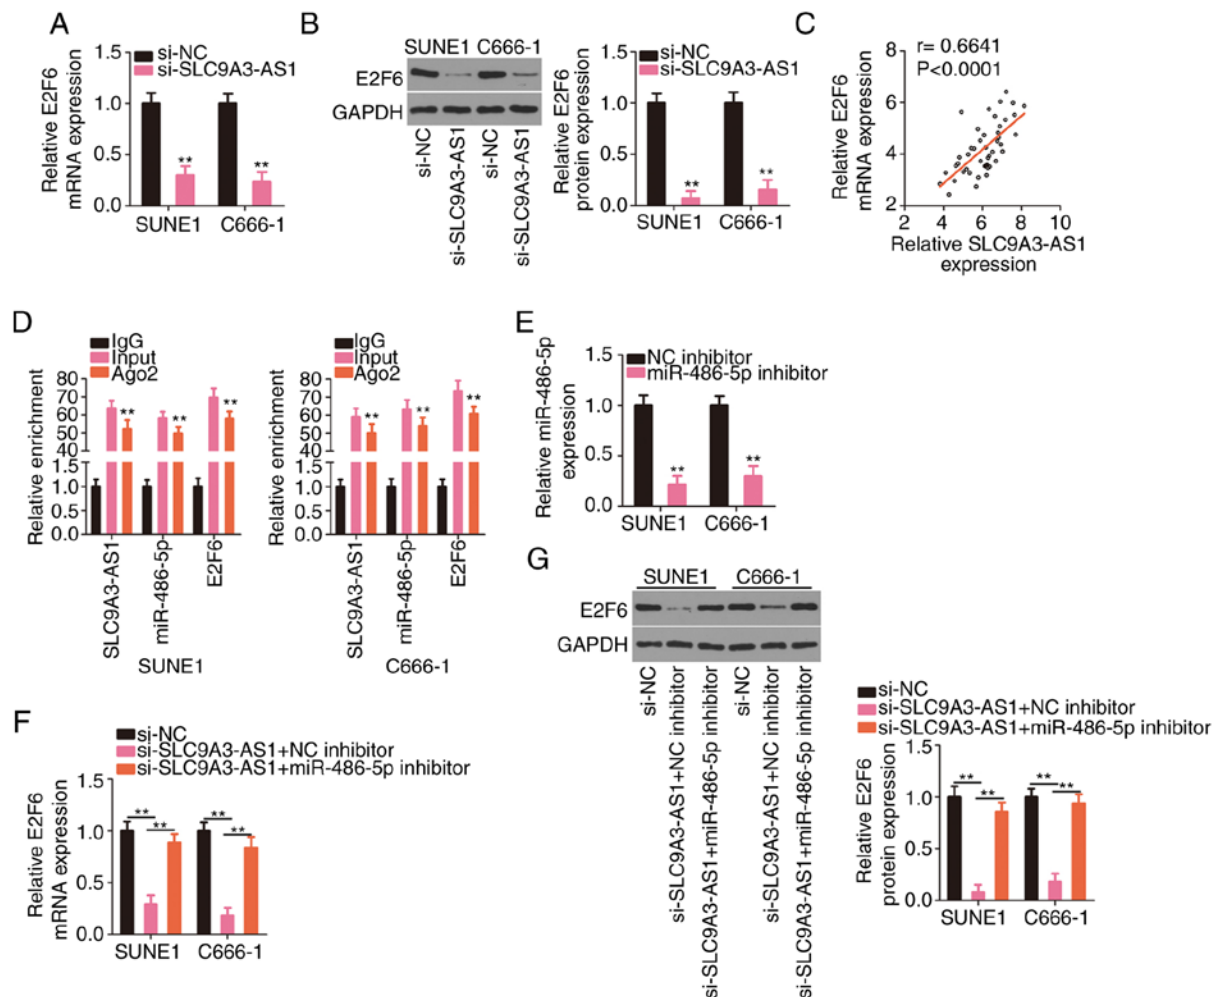 A
si-NC
si-SLC9A3-AS1
Relative E2F6
mRNA expression
1.5
1.0
0.5
0.0
**
**
SUNE1
C666-1
B
SUNE1 C666-1
E2F6
GAPDH
si-NC
si-SLC9A3-AS1
si-NC
si-SLC9A3-AS1
si-NC
si-SLC9A3-AS1
Relative E2F6
protein expression
1.5
1.0
0.5
0.0
**
**
SUNE1
C666-1
C
r= 0.6641
P<0.0001
Relative E2F6
mRNA expression
8
6
4
2
2
4
6
8
10
Relative SLC9A3-AS1
expression
D
IgG
Input
Ago2
Relative enrichment
80
70
60
50
40
1.5
1.0
0.5
0.0
**
**
**
SLC9A3-AS1
miR-486-5p
E2F6
SUNE1
IgG
Input
Ago2
Relative enrichment
80
70
60
50
40
1.5
1.0
0.5
0.0
**
**
**
SLC9A3-AS1
miR-486-5p
E2F6
C666-1
E
NC inhibitor
miR-486-5p inhibitor
Relative miR-486-5p
expression
1.5
1.0
0.5
0.0
**
**
SUNE1
C666-1
F
si-NC
si-SLC9A3-AS1+NC inhibitor
si-SLC9A3-AS1+miR-486-5p inhibitor
Relative E2F6
mRNA expression
1.5
1.0
0.5
0.0
**
**
**
**
SUNE1
C666-1
G
SUNE1
C666-1
E2F6
GAPDH
si-NC
si-SLC9A3-AS1+NC inhibitor
si-SLC9A3-AS1+miR-486-5p inhibitor
si-NC
si-SLC9A3-AS1+NC inhibitor
si-SLC9A3-AS1+miR-486-5p inhibitor
si-NC
si-SLC9A3-AS1+NC inhibitor
si-SLC9A3-AS1+miR-486-5p inhibitor
Relative E2F6
protein expression
1.5
1.0
0.5
0.0
**
**
**
**
SUNE1
C666-1